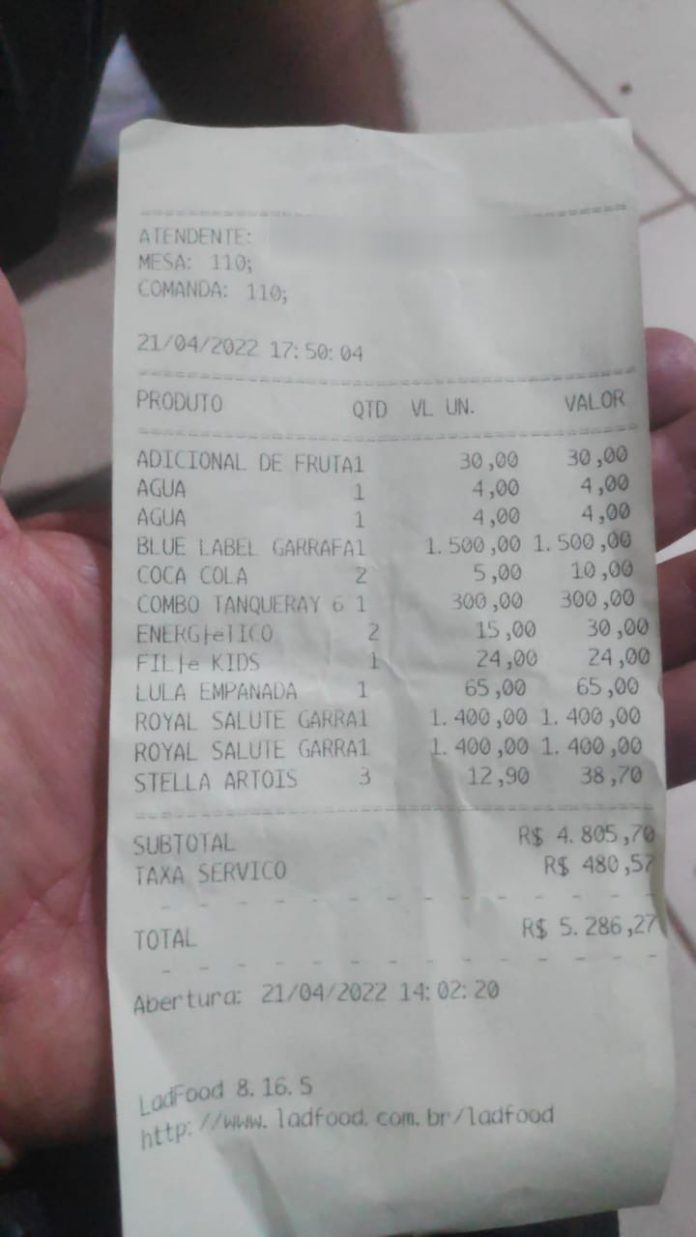 ATENDENTE:
MESA: 110;
COMANDA: 110;
21/04/2022 17:50:04
PRODUTO QTD VL UN. VALOR
ADICIONAL DE FRUTA1 30,00 30,00
AGUA 1 4,00 4,00
AGUA 1 4,00 4,00
BLUE LABEL GARRAFA1 1.500,00 1.500,00
COCA COLA 2 5,00 10,00
COMBO TANQUERAY 6 1 300,00 300,00
ENERG├eTICO 2 15,00 30,00
FIL├e KIDS 1 24,00 24,00
LULA EMPANADA 1 65,00 65,00
ROYAL SALUTE GARRA1 1.400,00 1.400,00
ROYAL SALUTE GARRA1 1.400,00 1.400,00
STELLA ARTOIS 3 12,90 38,70
SUBTOTAL R$ 4.805,70
TAXA SERVICO R$ 480,57
TOTAL R$ 5.286,27
Abertura: 21/04/2022 14:02:20
LadFood 8.16.5
http://www.ladfood.com.br/ladfood